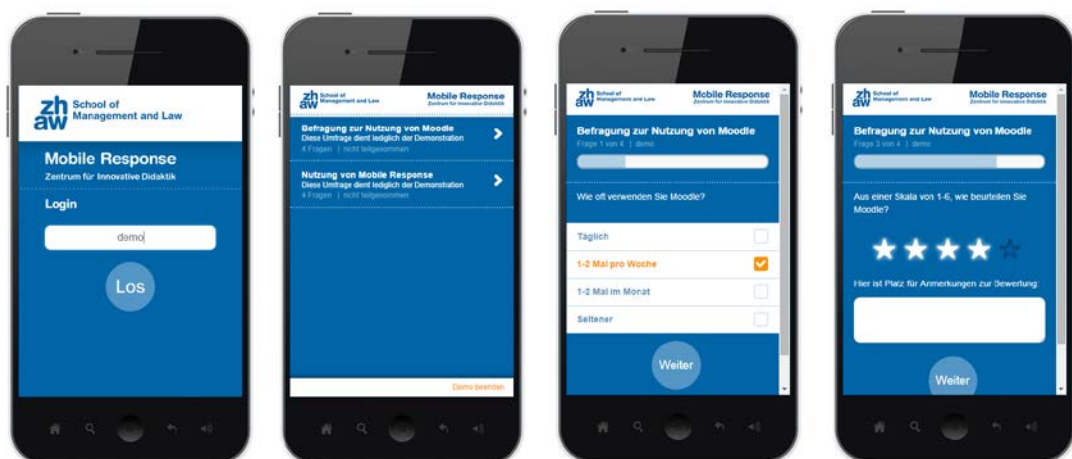 zh
aw
School of
Management and Law
Mobile Response
Zentrum für Innovative Didaktik
Login
demo
Los
zh
aw
School of
Management and Law
Mobile Response
Zentrum für Innovative Didaktik
Befragung zur Nutzung von Moodle
Diese Umfrage dient lediglich der Demonstration
4 Fragen | nicht teilgenommen
Nutzung von Mobile Response
Diese Umfrage dient lediglich der Demonstration
4 Fragen | nicht teilgenommen
Demo beenden
zh
aw
School of
Management and Law
Mobile Response
Zentrum für Innovative Didaktik
Befragung zur Nutzung von Moodle
Frage 1 von 4 | demo
Wie oft verwenden Sie Moodle?
Täglich
1-2 Mal pro Woche
1-2 Mal im Monat
Seltener
Weiter
zh
aw
School of
Management and Law
Mobile Response
Zentrum für Innovative Didaktik
Befragung zur Nutzung von Moodle
Frage 3 von 4 | demo
Aus einer Skala von 1-6, wie beurteilen Sie
Moodle?
Hier ist Platz für Anmerkungen zur Bewertung:
Weiter